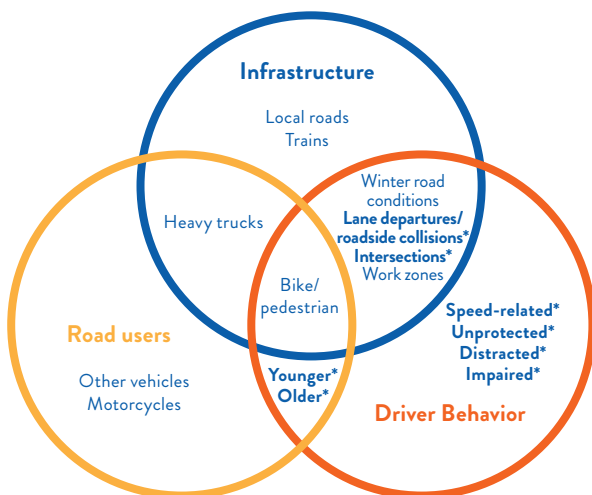 Infrastructure
Local roads
Trains
Winter road
conditions
Lane departures/
roadside collisions*
Intersections*
Work zones
Heavy trucks
Bike/
pedestrian
Speed-related*
Unprotected*
Distracted*
Impaired*
Road users
Other vehicles
Motorcycles
Younger*
Older*
Driver Behavior